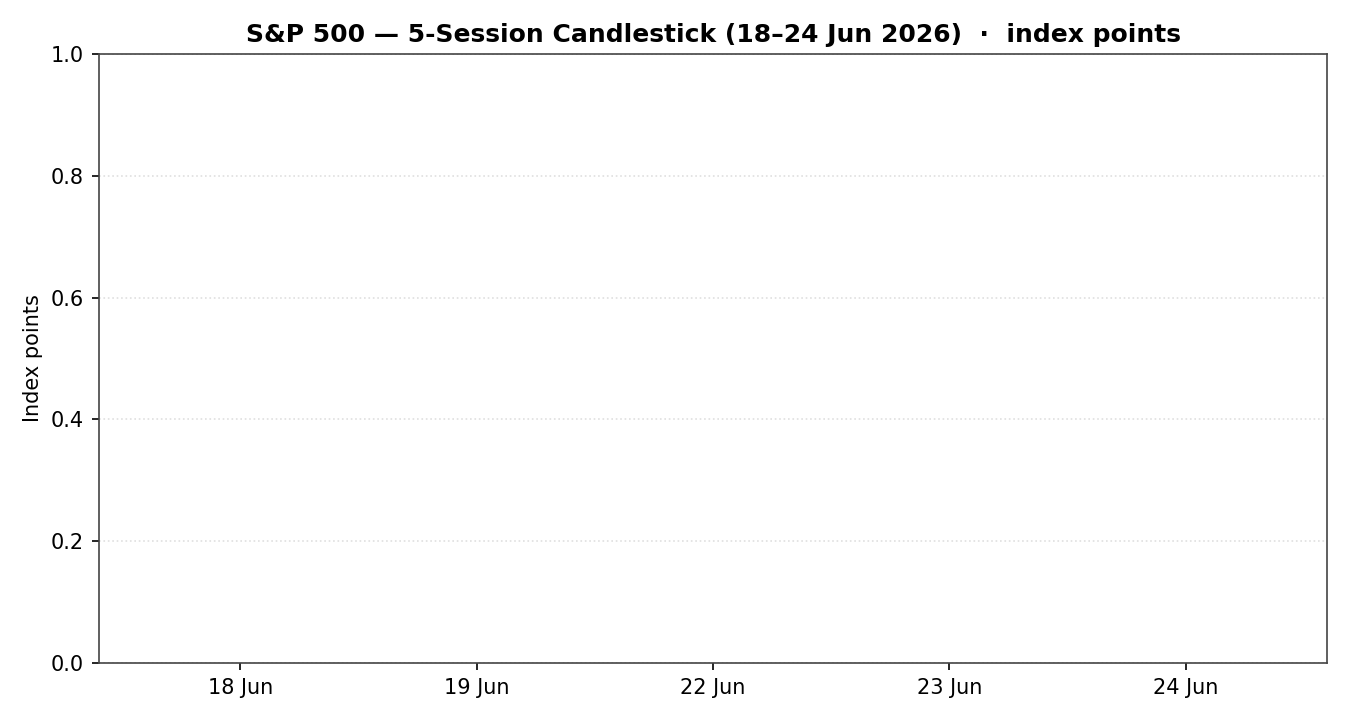 S&P 500 — 5-Session Candlestick (18–24 Jun 2026)  ·  index points
Index points
1.0
0.8
0.6
0.4
0.2
0.0
18 Jun 19 Jun 22 Jun 23 Jun 24 Jun